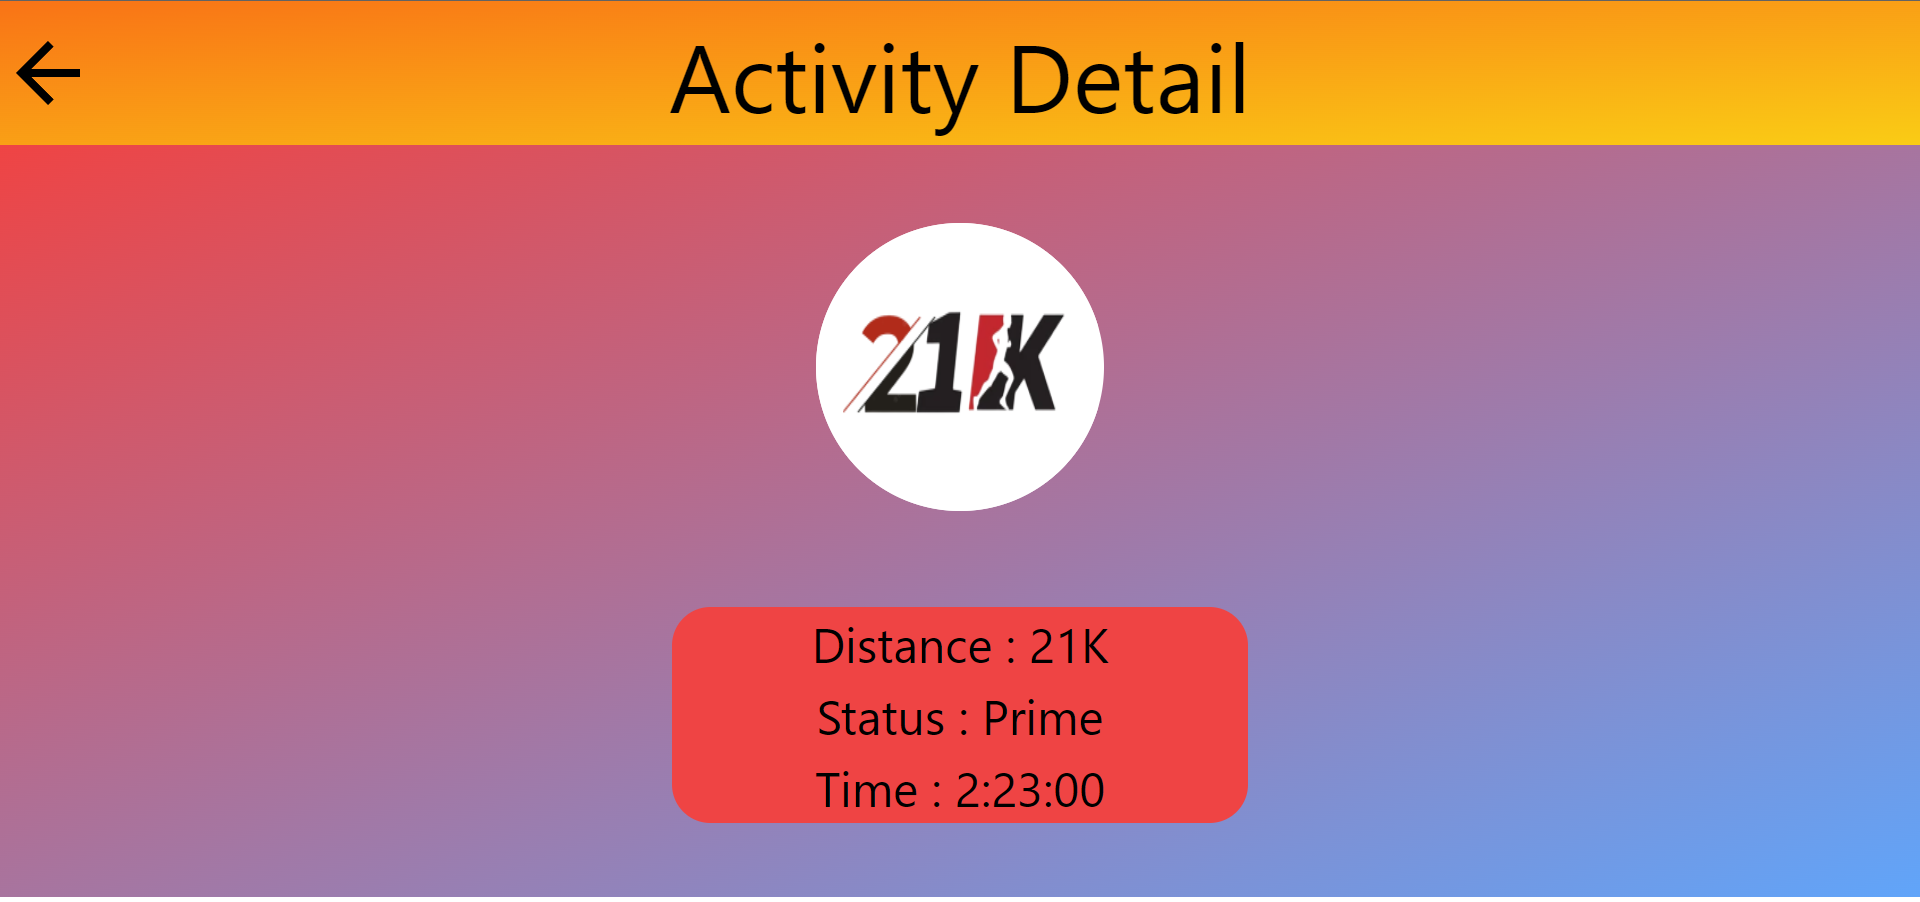 Activity Detail
21K
Distance : 21K
Status : Prime
Time : 2:23:00